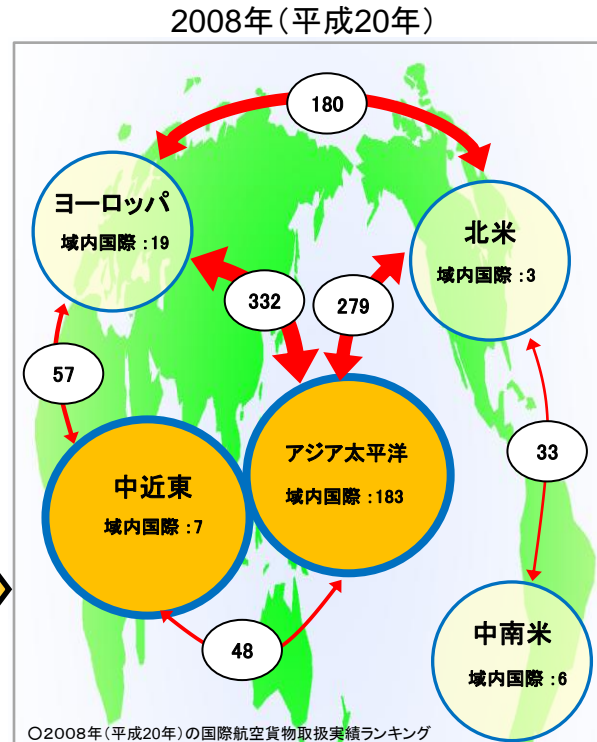 2008年(平成20年)
180
ヨーロッパ
域内国際:19
北米
域内国際:3
332
279
57
アジア太平洋
域内国際:183
33
中近東
域内国際:7
中南米
域内国際:6
48
○2008年(平成20年)の国際航空貨物取扱実績ランキング